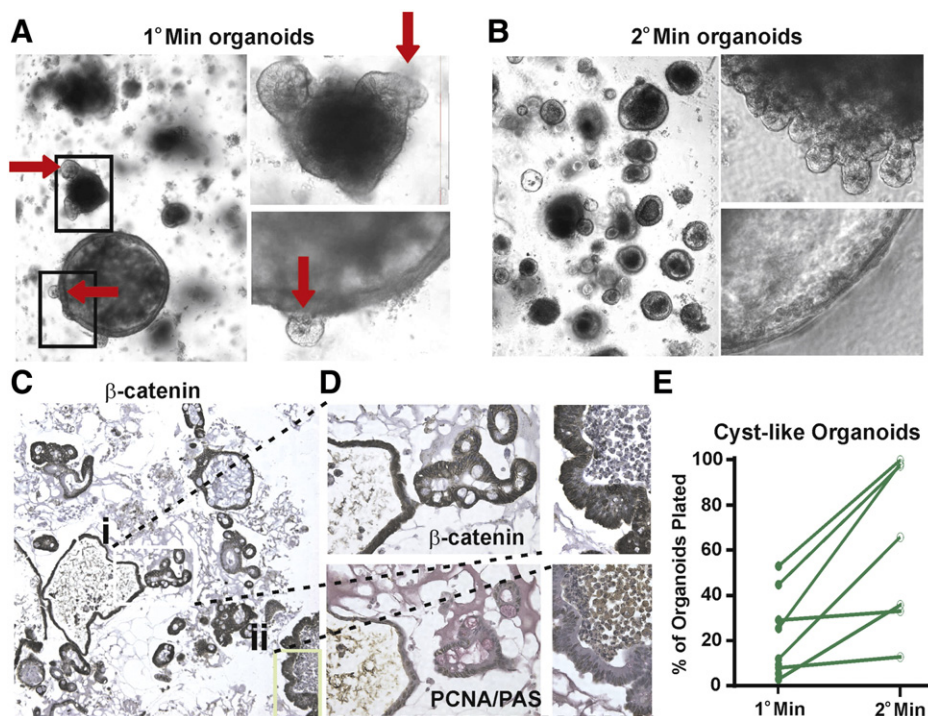 A
1° Min organoids
B
2° Min organoids
C
β-catenin
i
ii
D
β-catenin
PCNA/PAS
E
Cyst-like Organoids
% of Organoids Plated
100
80
60
40
20
0
1° Min
2° Min